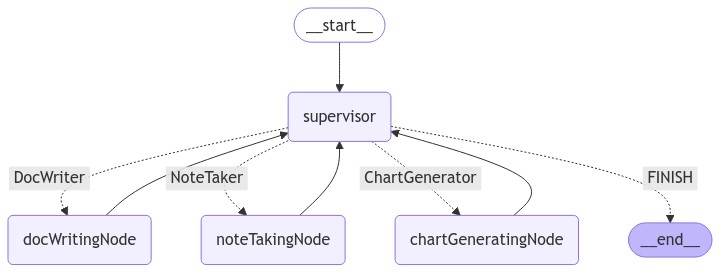 __start__
supervisor
DocWriter
NoteTaker
ChartGenerator
FINISH
docWritingNode
noteTakingNode
chartGeneratingNode
__end__